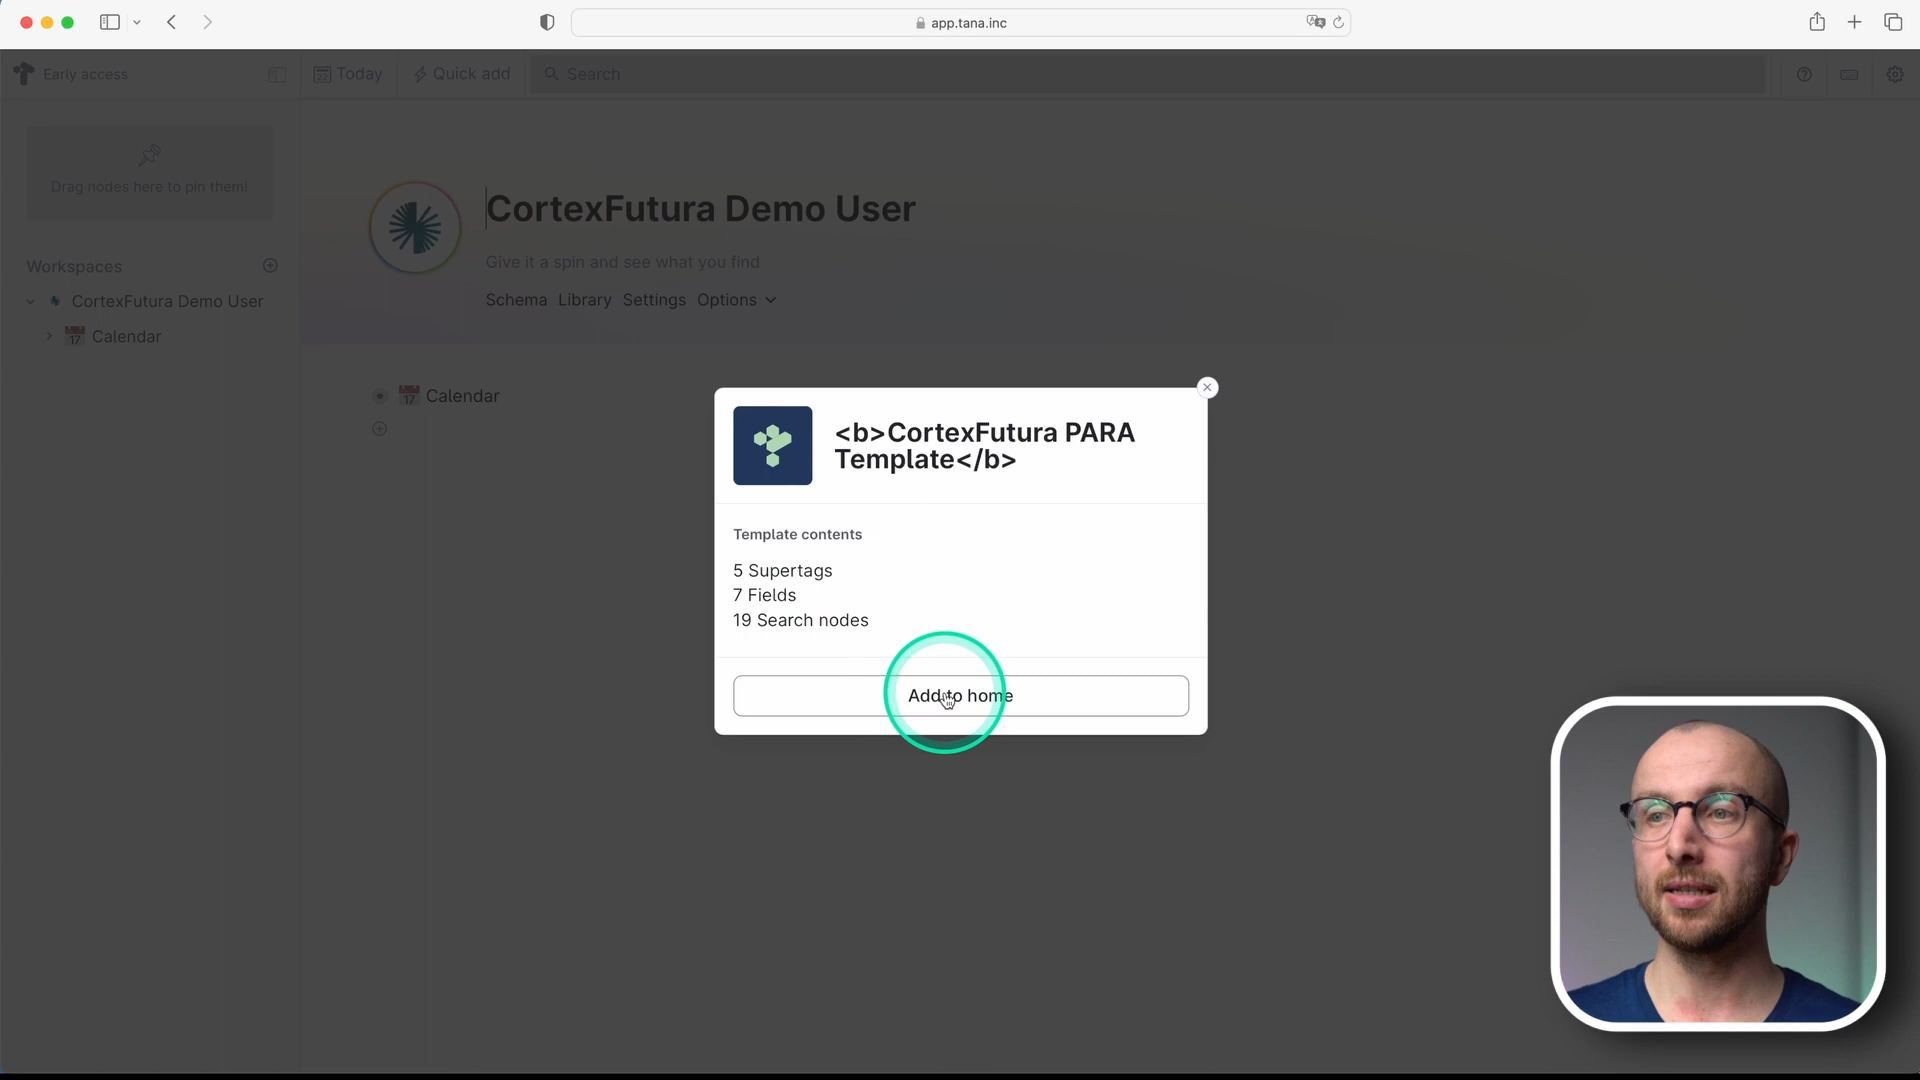 app.tana.inc
Early access
Today
Quick add
Search
Drag nodes here to pin them!
CortexFutura Demo User
Give it a spin and see what you find
Workspaces
CortexFutura Demo User
Schema Library Settings Options
17 Calendar
17 Calendar
<b>CortexFutura PARA
Template</b>
Template contents
5 Supertags
7 Fields
19 Search nodes
Add to home